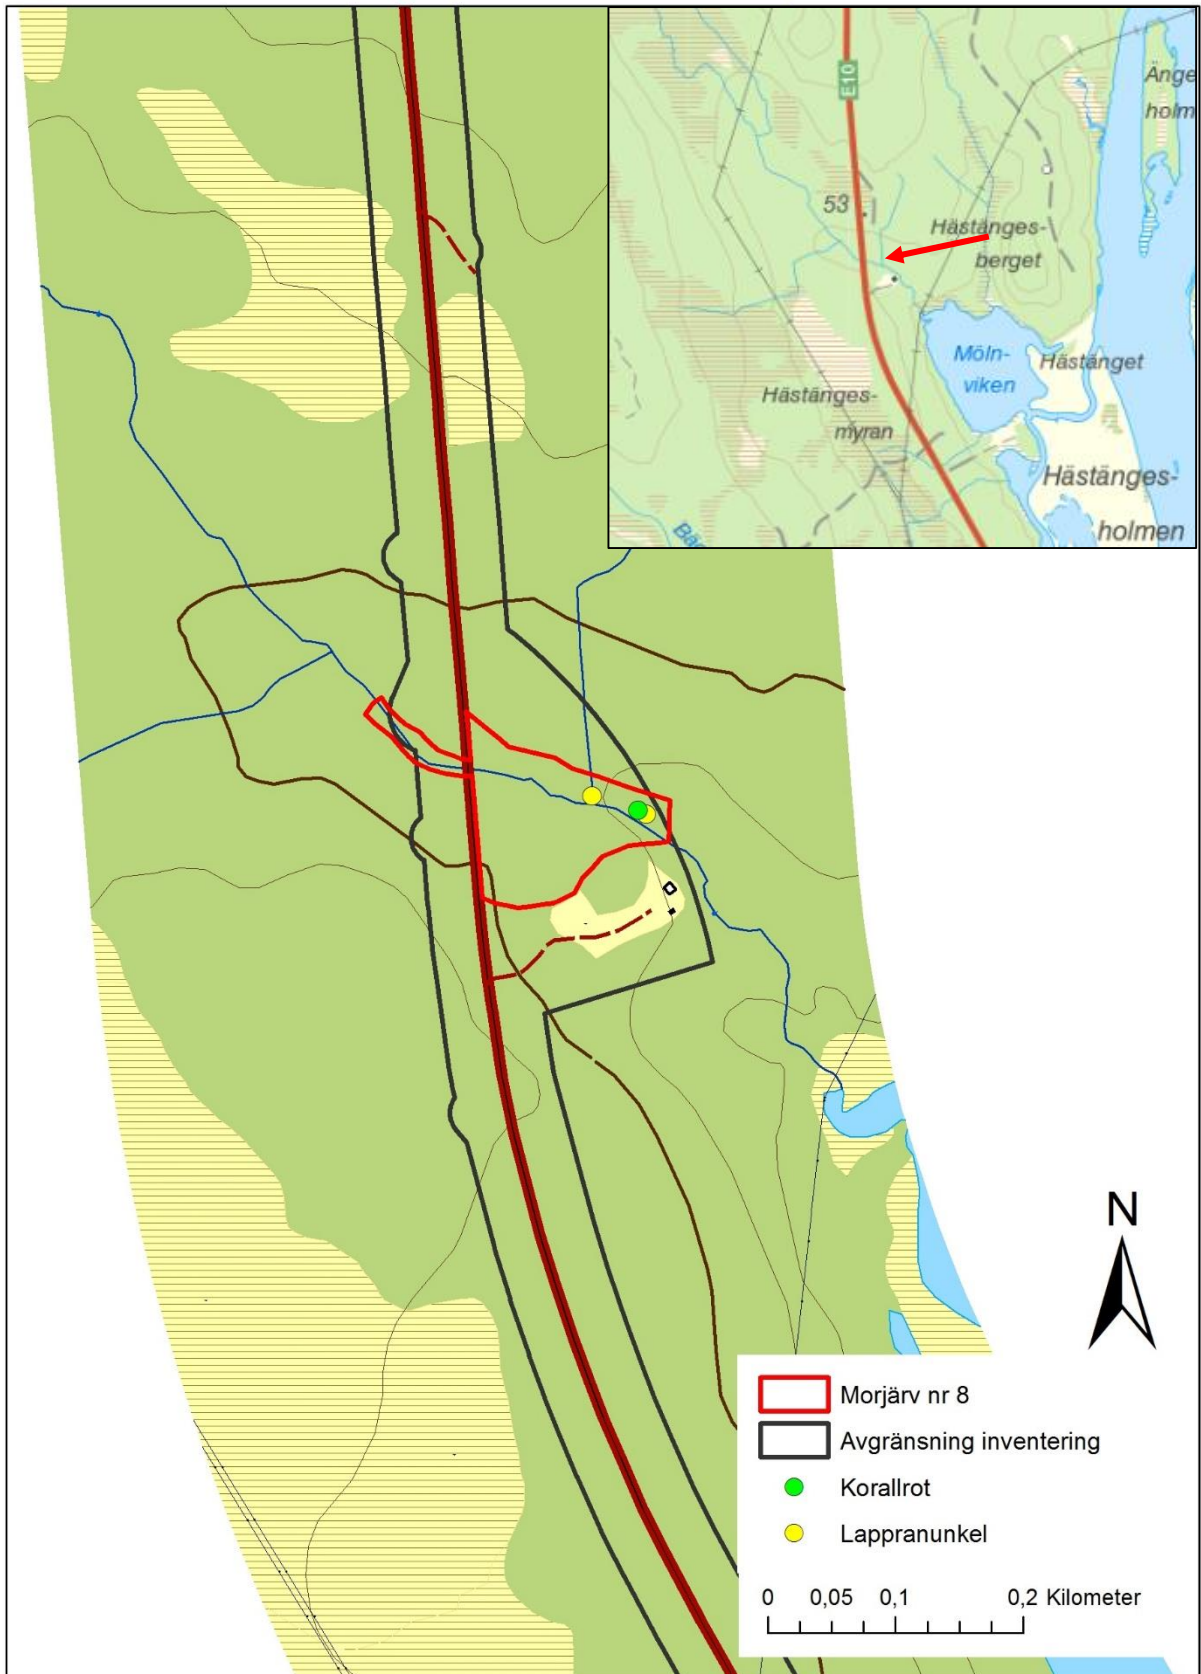 E10
Änge
holm
53
Hästänges-
berget
Möln-
viken
Hästänget
Hästänges-
myran
Hästänges-
holmen
Bä
N
Morjärv nr 8
Avgränsning inventering
Korallrot
Lappranunkel
0 0,05 0,1 0,2 Kilometer